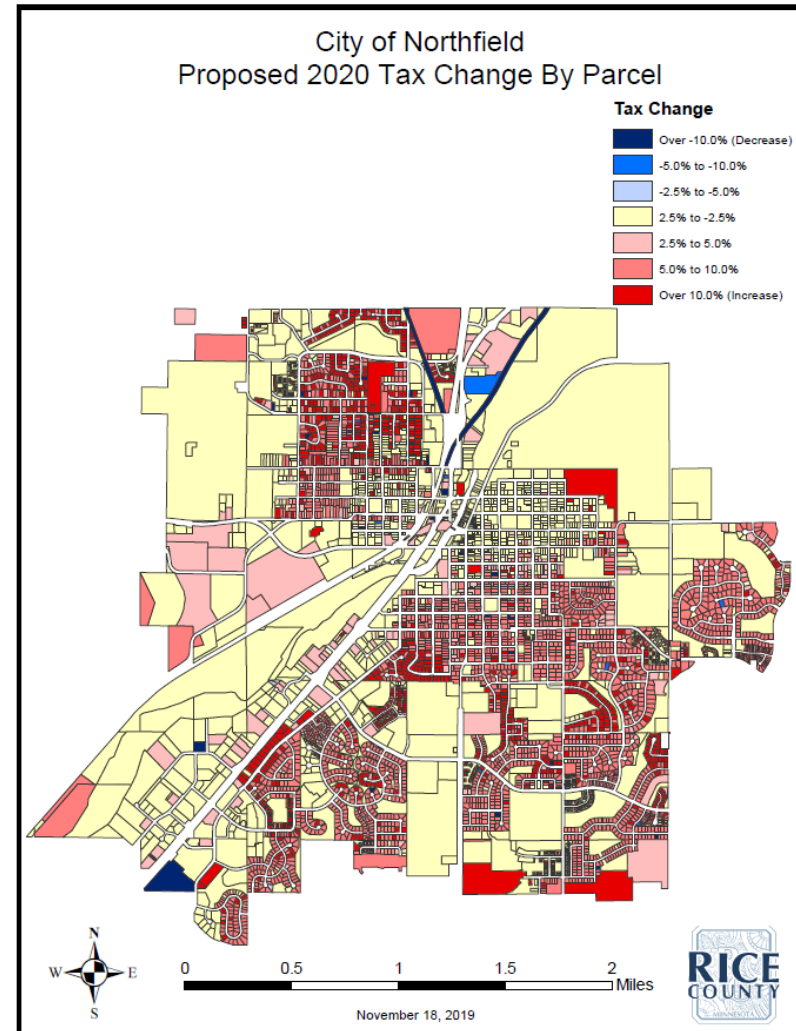 City of Northfield
Proposed 2020 Tax Change By Parcel
Tax Change
Over -10.0% (Decrease)
-5.0% to -10.0%
-2.5% to -5.0%
2.5% to -2.5%
2.5% to 5.0%
5.0% to 10.0%
Over 10.0% (Increase)
N
W E
S
0 0.5 1 1.5 2
Miles
November 18, 2019
RICE
COUNTY
MINNESOTA